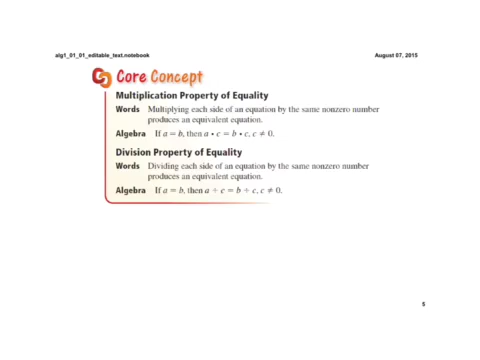 alg1_01_01_editable_text.notebook August 07, 2015
Core Concept
Multiplication Property of Equality
Words Multiplying each side of an equation by the same nonzero number
produces an equivalent equation.
Algebra If a = b, then a • c = b • c, c ≠ 0.
Division Property of Equality
Words Dividing each side of an equation by the same nonzero number
produces an equivalent equation.
Algebra If a = b, then a ÷ c = b ÷ c, c ≠ 0.
5